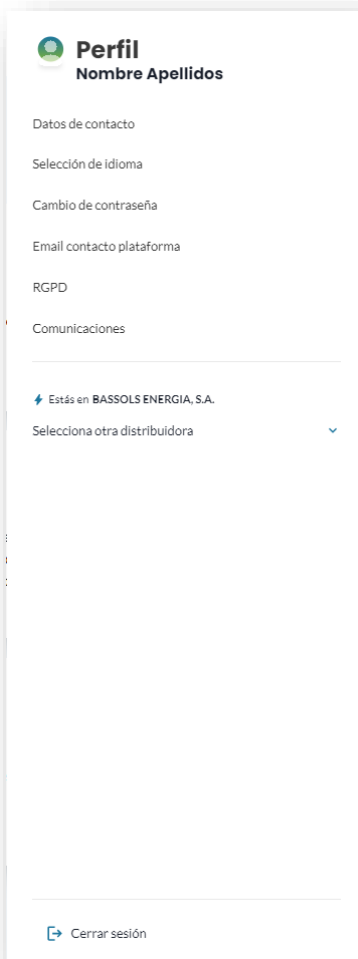 Perfil
Nombre Apellidos
Datos de contacto
Selección de idioma
Cambio de contraseña
Email contacto plataforma
RGPD
Comunicaciones
Estás en BASSOLS ENERGIA, S.A.
Selecciona otra distribuidora
Cerrar sesión